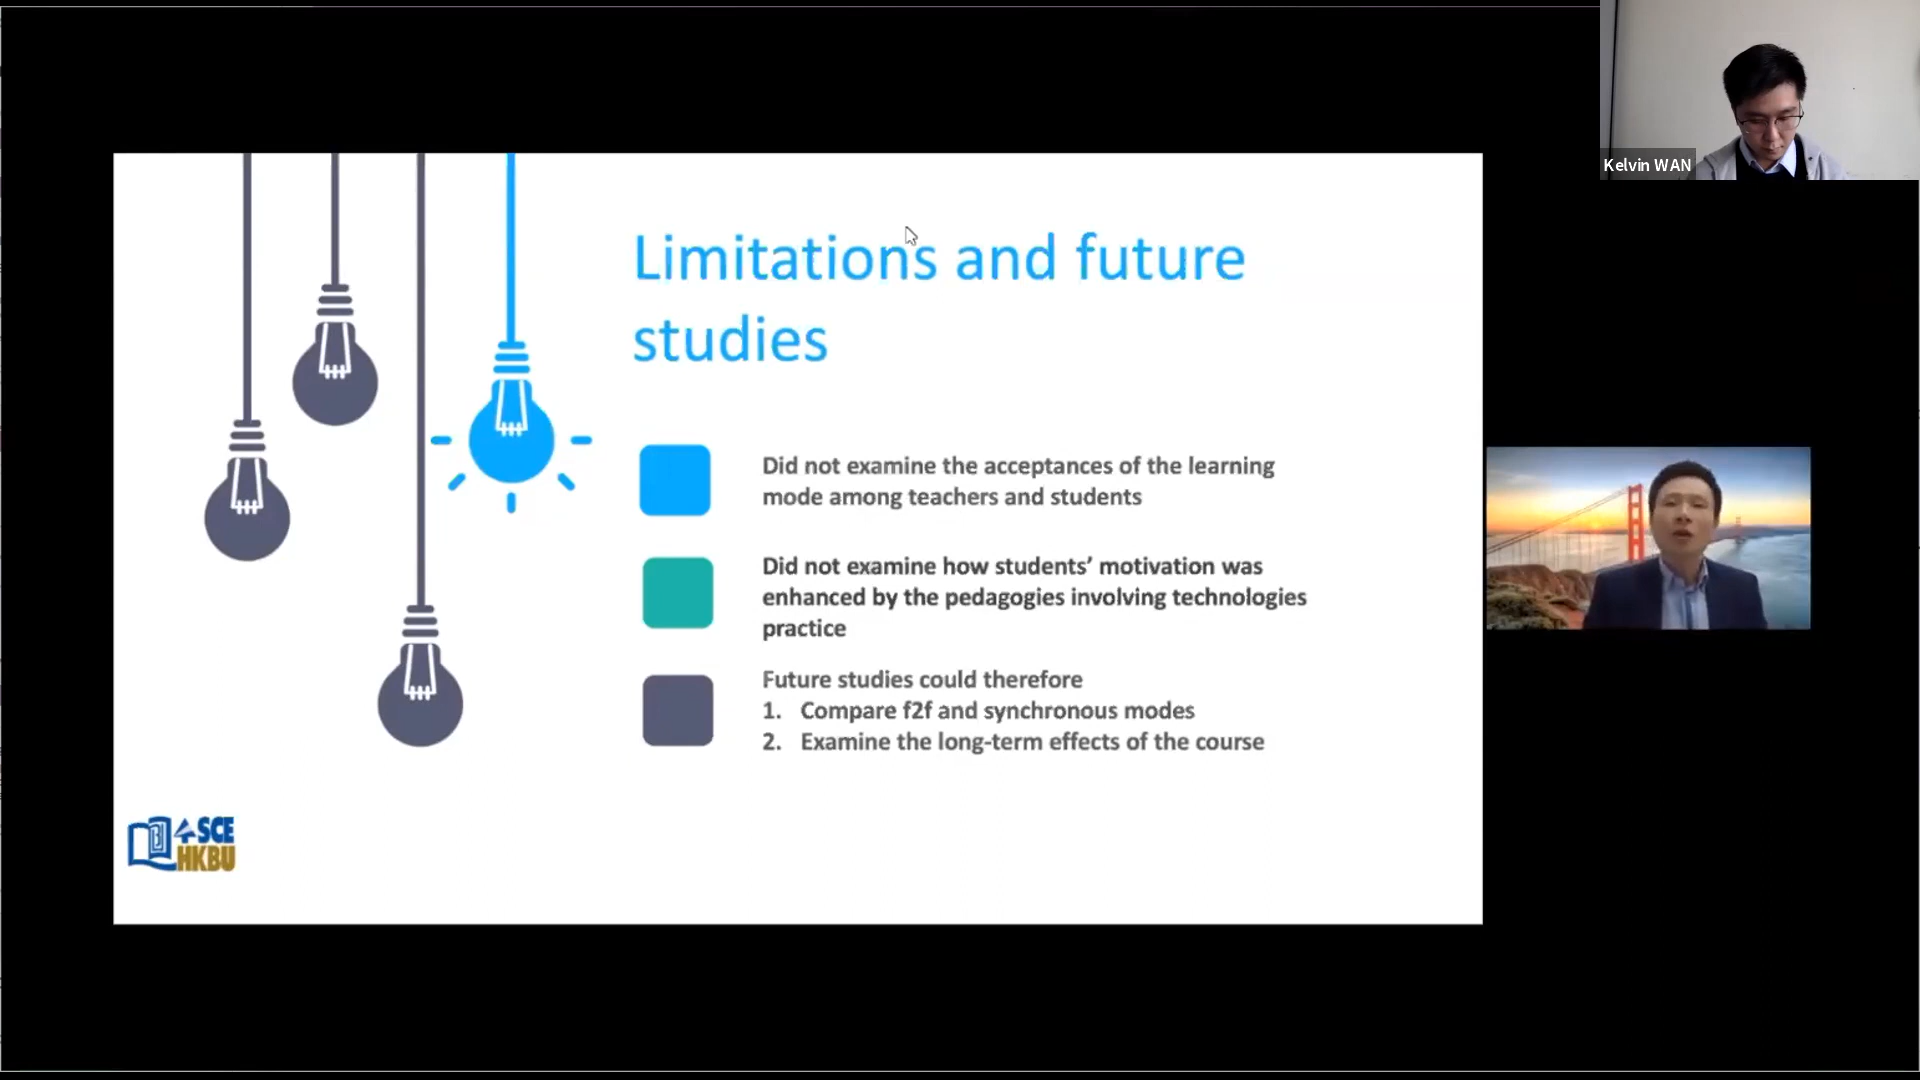 Kelvin WAN
Limitations and future
studies
Did not examine the acceptances of the learning
mode among teachers and students
Did not examine how students’ motivation was
enhanced by the pedagogies involving technologies
practice
Future studies could therefore
1. Compare f2f and synchronous modes
2. Examine the long-term effects of the course
SCE
HKBU